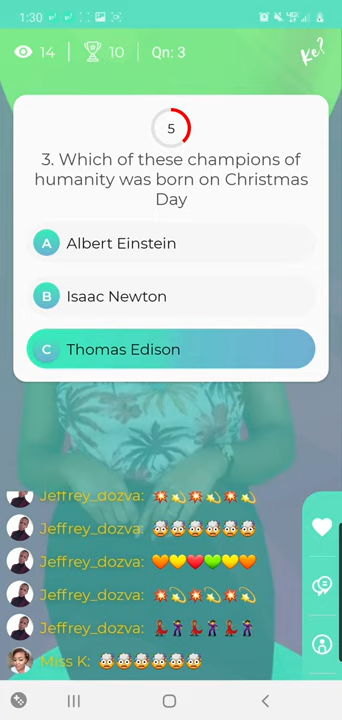 1:30
14 | 10 | Qn: 3
Ke?
5
3. Which of these champions of
humanity was born on Christmas
Day
A Albert Einstein
B Isaac Newton
C Thomas Edison
Jeffrey_dozva: 💥💫💥💫💥💫
Jeffrey_dozva: 🤯🤯🤯🤯🤯🤯
Jeffrey_dozva: 🧡💛❤️💚💛🧡
Jeffrey_dozva: 💥💫💥💫💥💫
Jeffrey_dozva: 💃🕺💃🕺💃🕺
Miss K: 🤯🤯🤯🤯🤯🤯